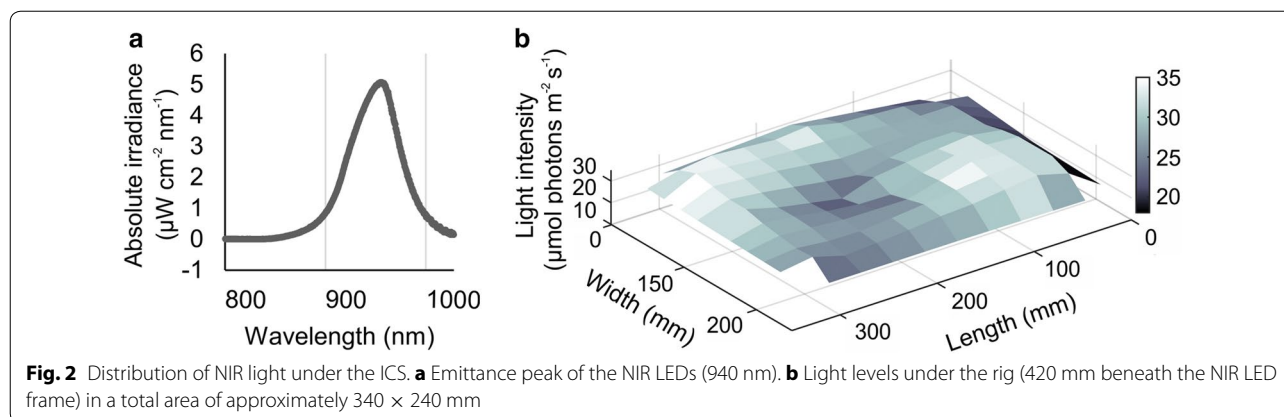 a
Absolute irradiance
(µW cm⁻² nm⁻¹)
6
5
4
3
2
1
0
-1
800 900 1000
Wavelength (nm)
b
Light intensity
(µmol photons m⁻² s⁻¹)
30
20
10
0
150
200
Width (mm)
300
200
100
0
Length (mm)
35
30
25
20
Fig. 2 Distribution of NIR light under the ICS. a Emittance peak of the NIR LEDs (940 nm). b Light levels under the rig (420 mm beneath the NIR LED
frame) in a total area of approximately 340 × 240 mm